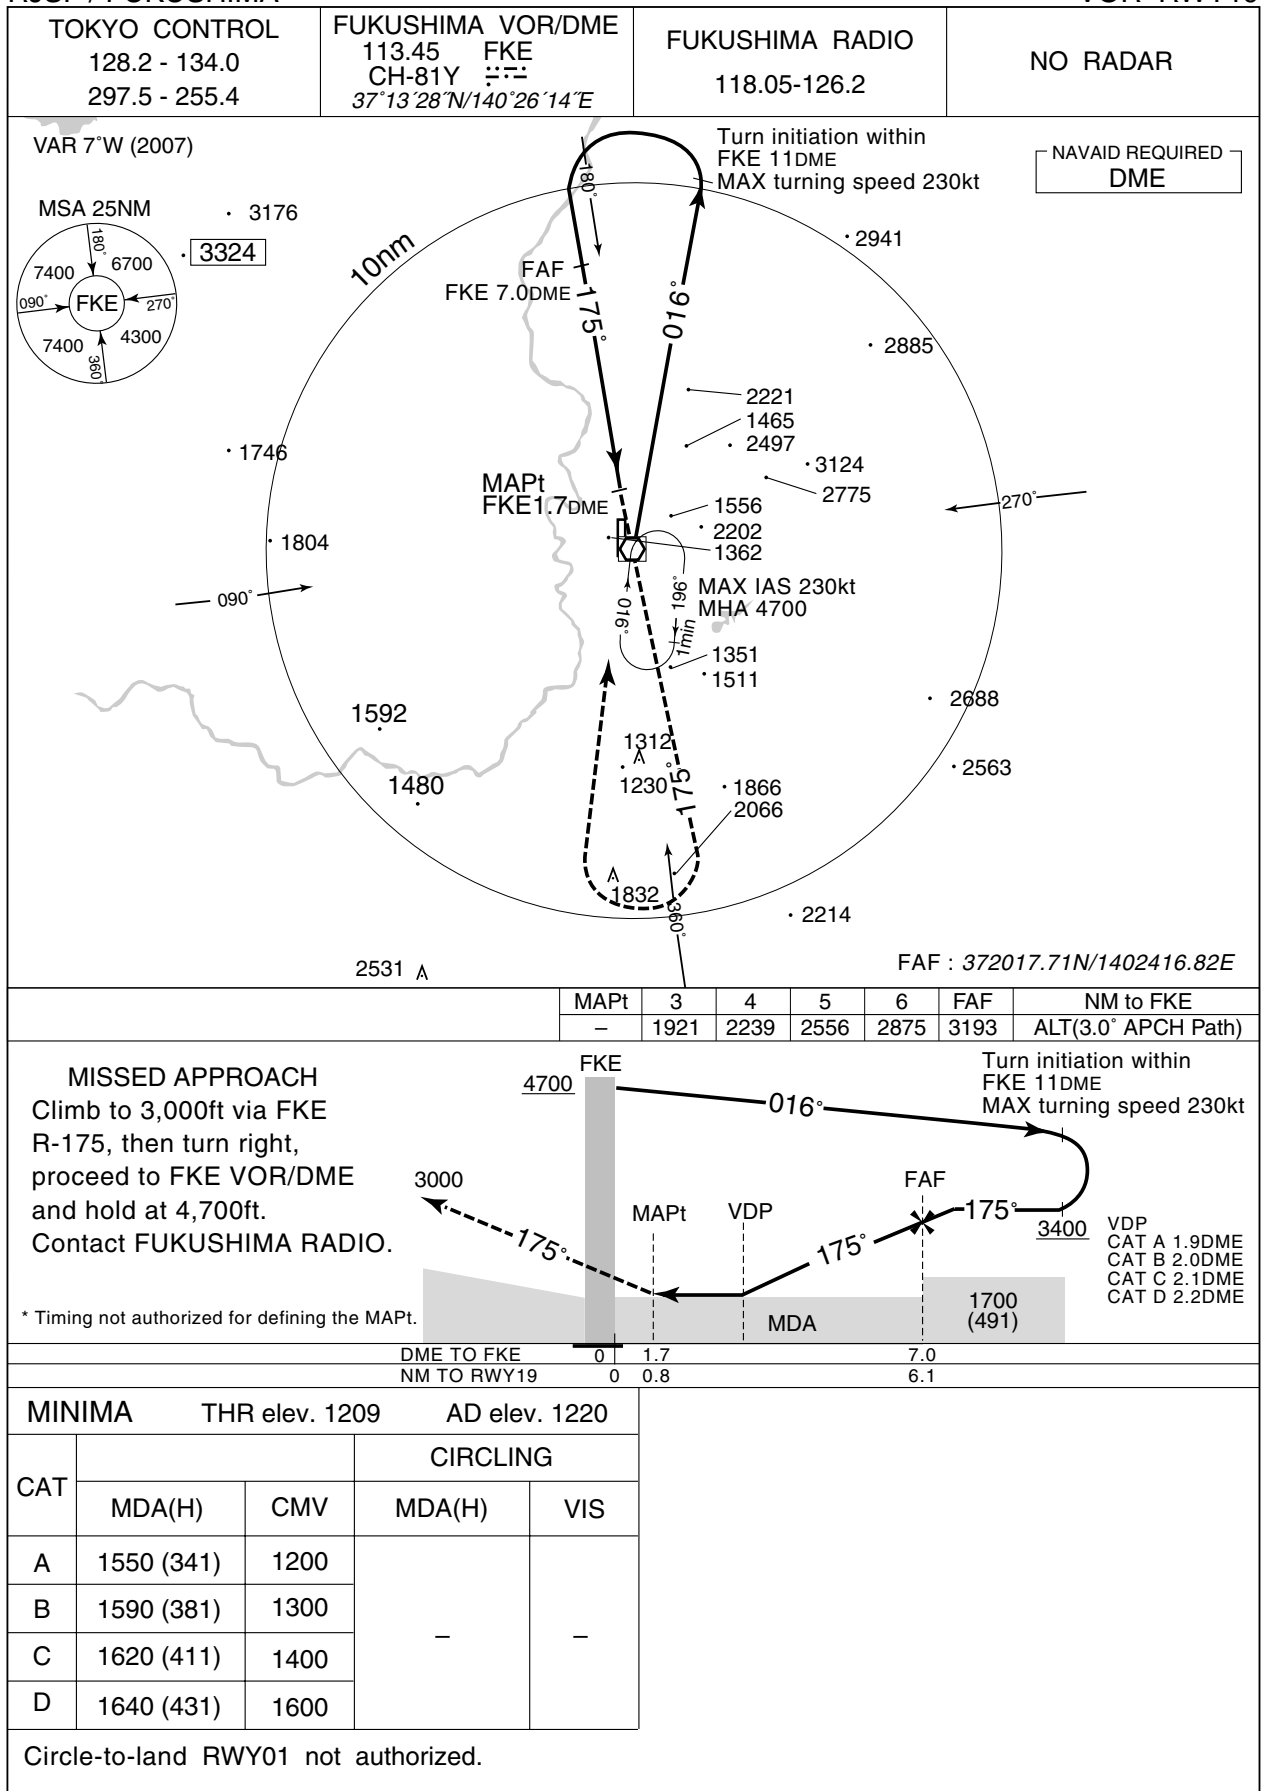 TOKYO CONTROL
128.2 - 134.0
297.5 - 255.4
FUKUSHIMA VOR/DME
113.45 FKE
CH-81Y
37°13´28˝N/140°26´14˝E
FUKUSHIMA RADIO
118.05-126.2
NO RADAR
VAR 7°W (2007)
Turn initiation within
FKE 11DME
MAX turning speed 230kt
NAVAID REQUIRED
DME
MSA 25NM
180°
7400
6700
090°
FKE
270°
7400
4300
360°
3176
3324
10nm
180°
2941
FAF
FKE 7.0DME
175°
016°
2885
2221
1465
2497
1746
3124
2775
MAPt
FKE1.7DME
270°
1556
2202
1362
1804
090°
016°
196°
1min
MAX IAS 230kt
MHA 4700
1351
1511
2688
1592
1312
1230
175°
2563
1480
1866
2066
1832
360°
2214
2531
FAF : 372017.71N/1402416.82E
MAPt 3 4 5 6 FAF NM to FKE
– 1921 2239 2556 2875 3193 ALT(3.0° APCH Path)
MISSED APPROACH
Climb to 3,000ft via FKE
R-175, then turn right,
proceed to FKE VOR/DME
and hold at 4,700ft.
Contact FUKUSHIMA RADIO.
* Timing not authorized for defining the MAPt.
FKE
4700
016°
Turn initiation within
FKE 11DME
MAX turning speed 230kt
3000
175°
MAPt
VDP
175°
FAF
175°
3400
VDP
CAT A 1.9DME
CAT B 2.0DME
CAT C 2.1DME
CAT D 2.2DME
MDA
1700
(491)
DME TO FKE 0 1.7 7.0
NM TO RWY19 0 0.8 6.1
MINIMA THR elev. 1209 AD elev. 1220
CIRCLING
CAT MDA(H) CMV MDA(H) VIS
A 1550 (341) 1200
B 1590 (381) 1300
– –
C 1620 (411) 1400
D 1640 (431) 1600
Circle-to-land RWY01 not authorized.